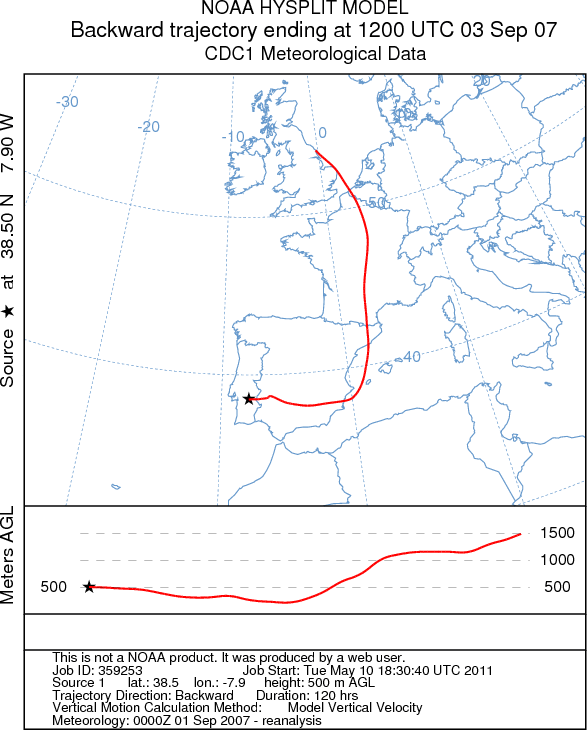 NOAA HYSPLIT MODEL
Backward trajectory ending at 1200 UTC 03 Sep 07
CDC1 Meteorological Data
Source ★ at 38.50 N 7.90 W
-30
-20
-10
0
50
40
Meters AGL
1500
1000
500
500
This is not a NOAA product. It was produced by a web user.
Job ID: 359253 Job Start: Tue May 10 18:30:40 UTC 2011
Source 1 lat.: 38.5 lon.: -7.9 height: 500 m AGL
Trajectory Direction: Backward Duration: 120 hrs
Vertical Motion Calculation Method: Model Vertical Velocity
Meteorology: 0000Z 01 Sep 2007 - reanalysis